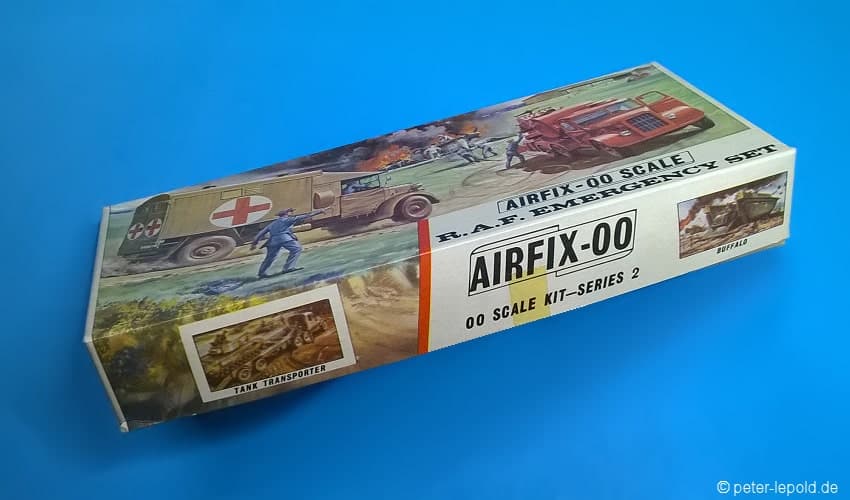 AIRFIX-00 SCALE
R.A.F. EMERGENCY SET
AIRFIX-00
00 SCALE KIT—SERIES 2
BUFFALO
TANK TRANSPORTER
© peter-lepold.de